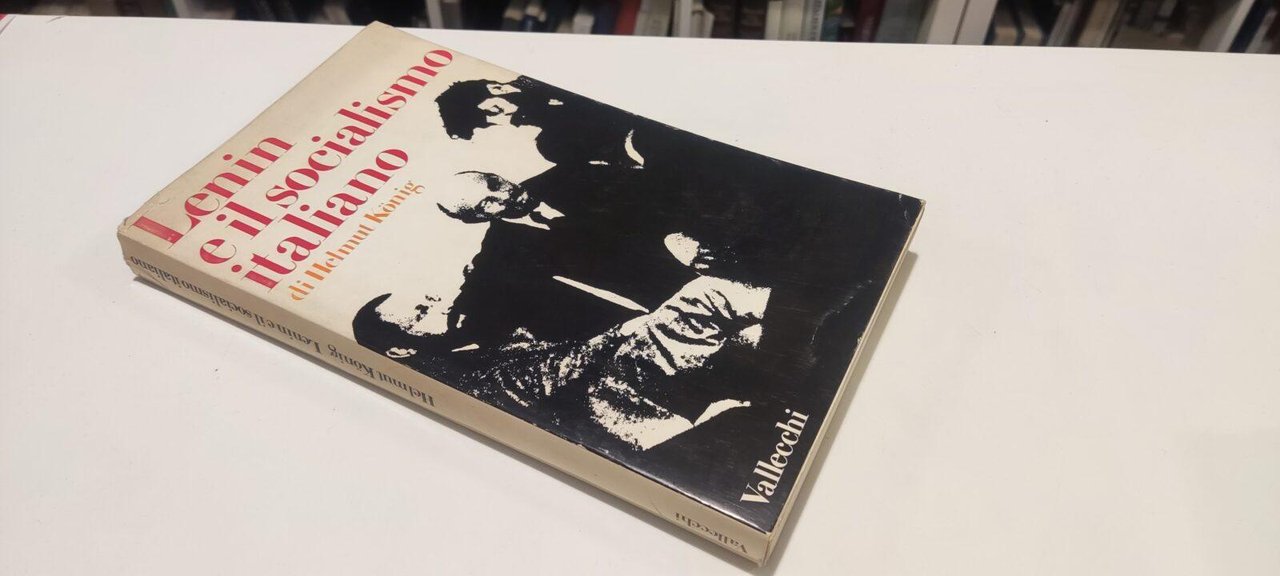 Lenin
e il socialismo
italiano
di Helmut König
Vallecchi
Helmut König Lenin e il socialismo italiano
Vallecchi